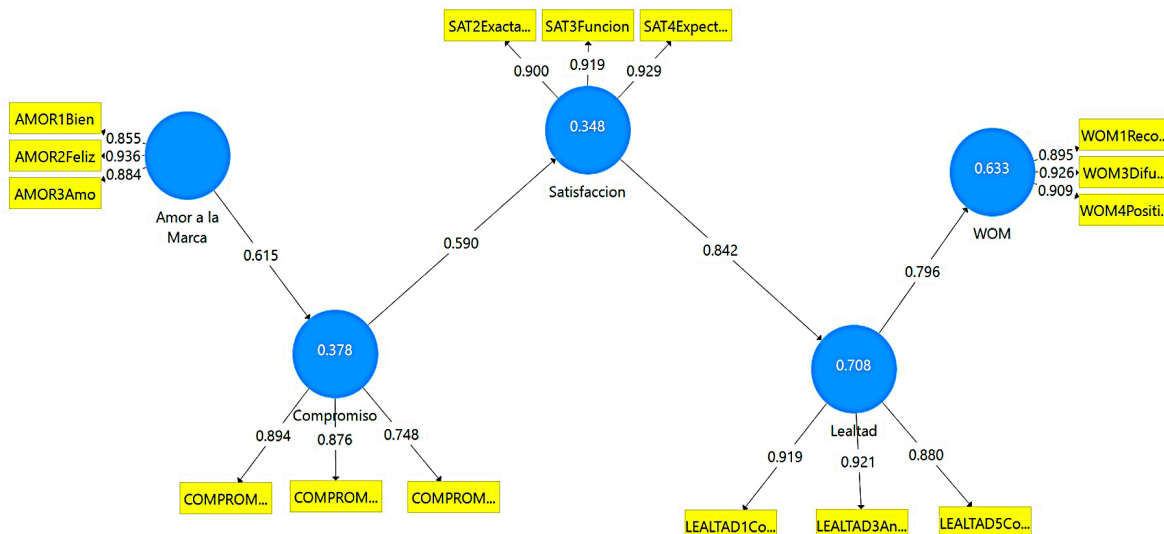 SAT2Exacta...
SAT3Funcion
SAT4Expect...
0.900
0.919
0.929
0.348
Satisfaccion
AMOR1Bien
AMOR2Feliz
AMOR3Amo
0.855
0.936
0.884
Amor a la
Marca
0.615
0.590
0.842
0.796
0.633
WOM
0.895
0.926
0.909
WOM1Reco...
WOM3Difu...
WOM4Positi...
0.378
Compromiso
0.894
0.876
0.748
COMPROM...
COMPROM...
COMPROM...
0.708
Lealtad
0.919
0.921
0.880
LEALTAD1Co...
LEALTAD3An...
LEALTAD5Co...